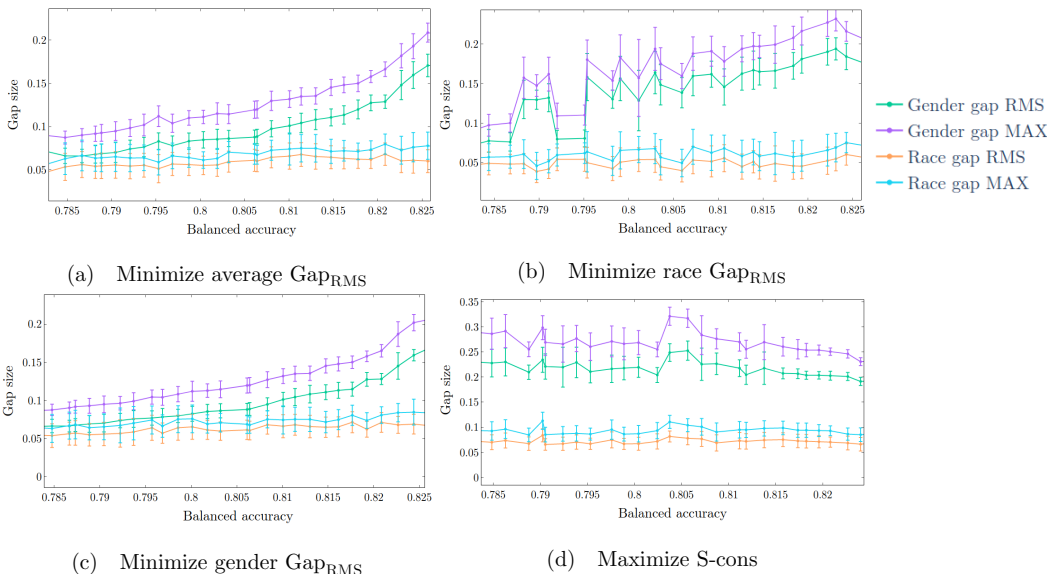 0.2
0.15
0.1
0.05
Gap size
0.785 0.79 0.795 0.8 0.805 0.81 0.815 0.82 0.825
Balanced accuracy
(a) Minimize average Gap_RMS
0.2
0.15
0.1
0.05
Gap size
0.785 0.79 0.795 0.8 0.805 0.81 0.815 0.82 0.825
Balanced accuracy
(b) Minimize race Gap_RMS
Gender gap RMS
Gender gap MAX
Race gap RMS
Race gap MAX
0.2
0.15
0.1
0.05
0
Gap size
0.785 0.79 0.795 0.8 0.805 0.81 0.815 0.82 0.825
Balanced accuracy
(c) Minimize gender Gap_RMS
0.35
0.3
0.25
0.2
0.15
0.1
0.05
0
Gap size
0.785 0.79 0.795 0.8 0.805 0.81 0.815 0.82
Balanced accuracy
(d) Maximize S-cons